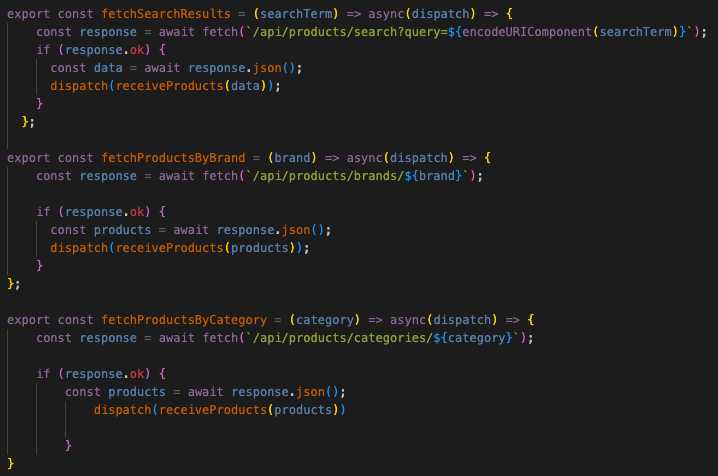 export const fetchSearchResults = (searchTerm) => async(dispatch) => {
    const response = await fetch(`/api/products/search?query=${encodeURIComponent(searchTerm)}`);
    if (response.ok) {
      const data = await response.json();
      dispatch(receiveProducts(data));
    }
  };

export const fetchProductsByBrand = (brand) => async(dispatch) => {
    const response = await fetch(`/api/products/brands/${brand}`);

    if (response.ok) {
      const products = await response.json();
      dispatch(receiveProducts(products));
    }
};

export const fetchProductsByCategory = (category) => async(dispatch) => {
    const response = await fetch(`/api/products/categories/${category}`);

    if (response.ok) {
        const products = await response.json();
            dispatch(receiveProducts(products))

        }
}